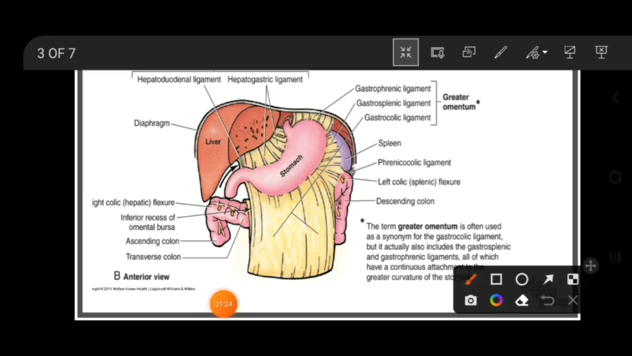 3 OF 7
Hepatoduodenal ligament Hepatogastric ligament
Gastrophrenic ligament
Gastrosplenic ligament
Gastrocolic ligament
Greater
omentum*
Diaphragm
Liver
Stomach
Spleen
Phrenicocolic ligament
Left colic (splenic) flexure
Descending colon
ight colic (hepatic) flexure
Inferior recess of
omental bursa
Ascending colon
Transverse colon
B Anterior view
* The term greater omentum is often used
as a synonym for the gastrocolic ligament,
but it actually also includes the gastrosplenic
and gastrophrenic ligaments, all of which
have a continuous attachment to the
greater curvature of the
01:24